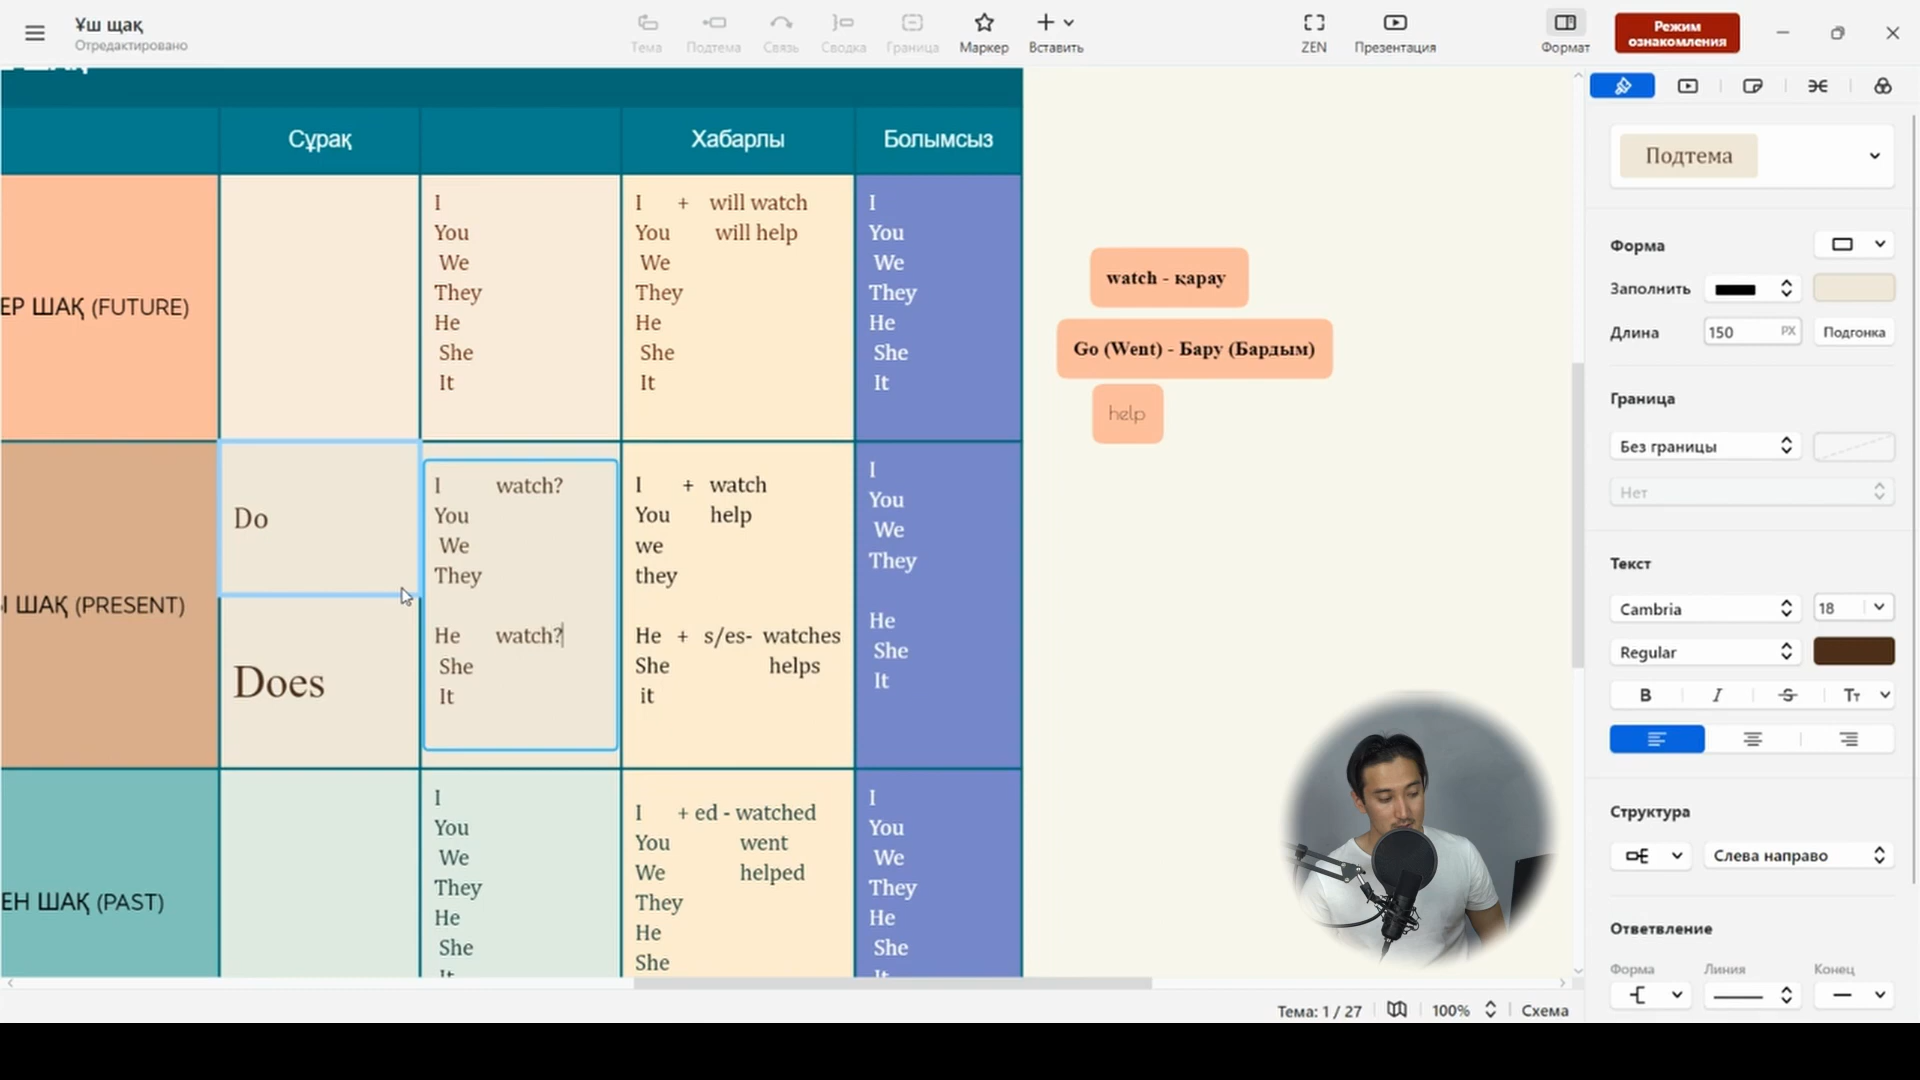 Ұш щақ
Отредактировано
Тема
Подтема
Связь
Сводка
Граница
Маркер
Вставить
ZEN
Презентация
Формат
Режим
ознакомления
Сұрақ
Хабарлы
Болымсыз
ЕР ШАҚ (FUTURE)
I
You
We
They
He
She
It
I + will watch
You will help
We
They
He
She
It
I
You
We
They
He
She
It
watch - қарау
Go (Went) - Бару (Бардым)
help
Ы ШАҚ (PRESENT)
Do
Does
I watch?
You
We
They
He watch?
She
It
I + watch
You help
we
they
He + s/es- watches
She helps
it
I
You
We
They
He
She
It
ЕН ШАҚ (PAST)
I
You
We
They
He
She
It
I + ed - watched
You went
We helped
They
He
She
I
You
We
They
He
She
It
Подтема
Форма
Заполнить
Длина
150 PX
Подгонка
Граница
Без границы
Нет
Текст
Cambria
18
Regular
B I S Tт
Структура
Слева направо
Ответвление
Форма
Линия
Конец
Тема: 1 / 27
100%
Схема